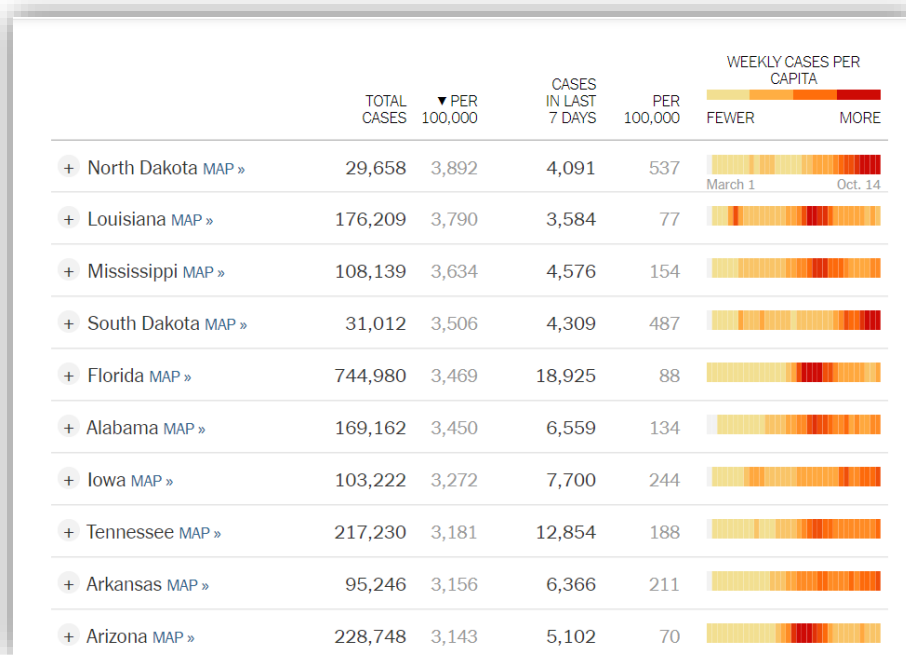 WEEKLY CASES PER
CAPITA
CASES
TOTAL ▼ PER IN LAST PER
CASES 100,000 7 DAYS 100,000 FEWER MORE
+ North Dakota MAP » 29,658 3,892 4,091 537
March 1 Oct. 14
+ Louisiana MAP » 176,209 3,790 3,584 77
+ Mississippi MAP » 108,139 3,634 4,576 154
+ South Dakota MAP » 31,012 3,506 4,309 487
+ Florida MAP » 744,980 3,469 18,925 88
+ Alabama MAP » 169,162 3,450 6,559 134
+ Iowa MAP » 103,222 3,272 7,700 244
+ Tennessee MAP » 217,230 3,181 12,854 188
+ Arkansas MAP » 95,246 3,156 6,366 211
+ Arizona MAP » 228,748 3,143 5,102 70